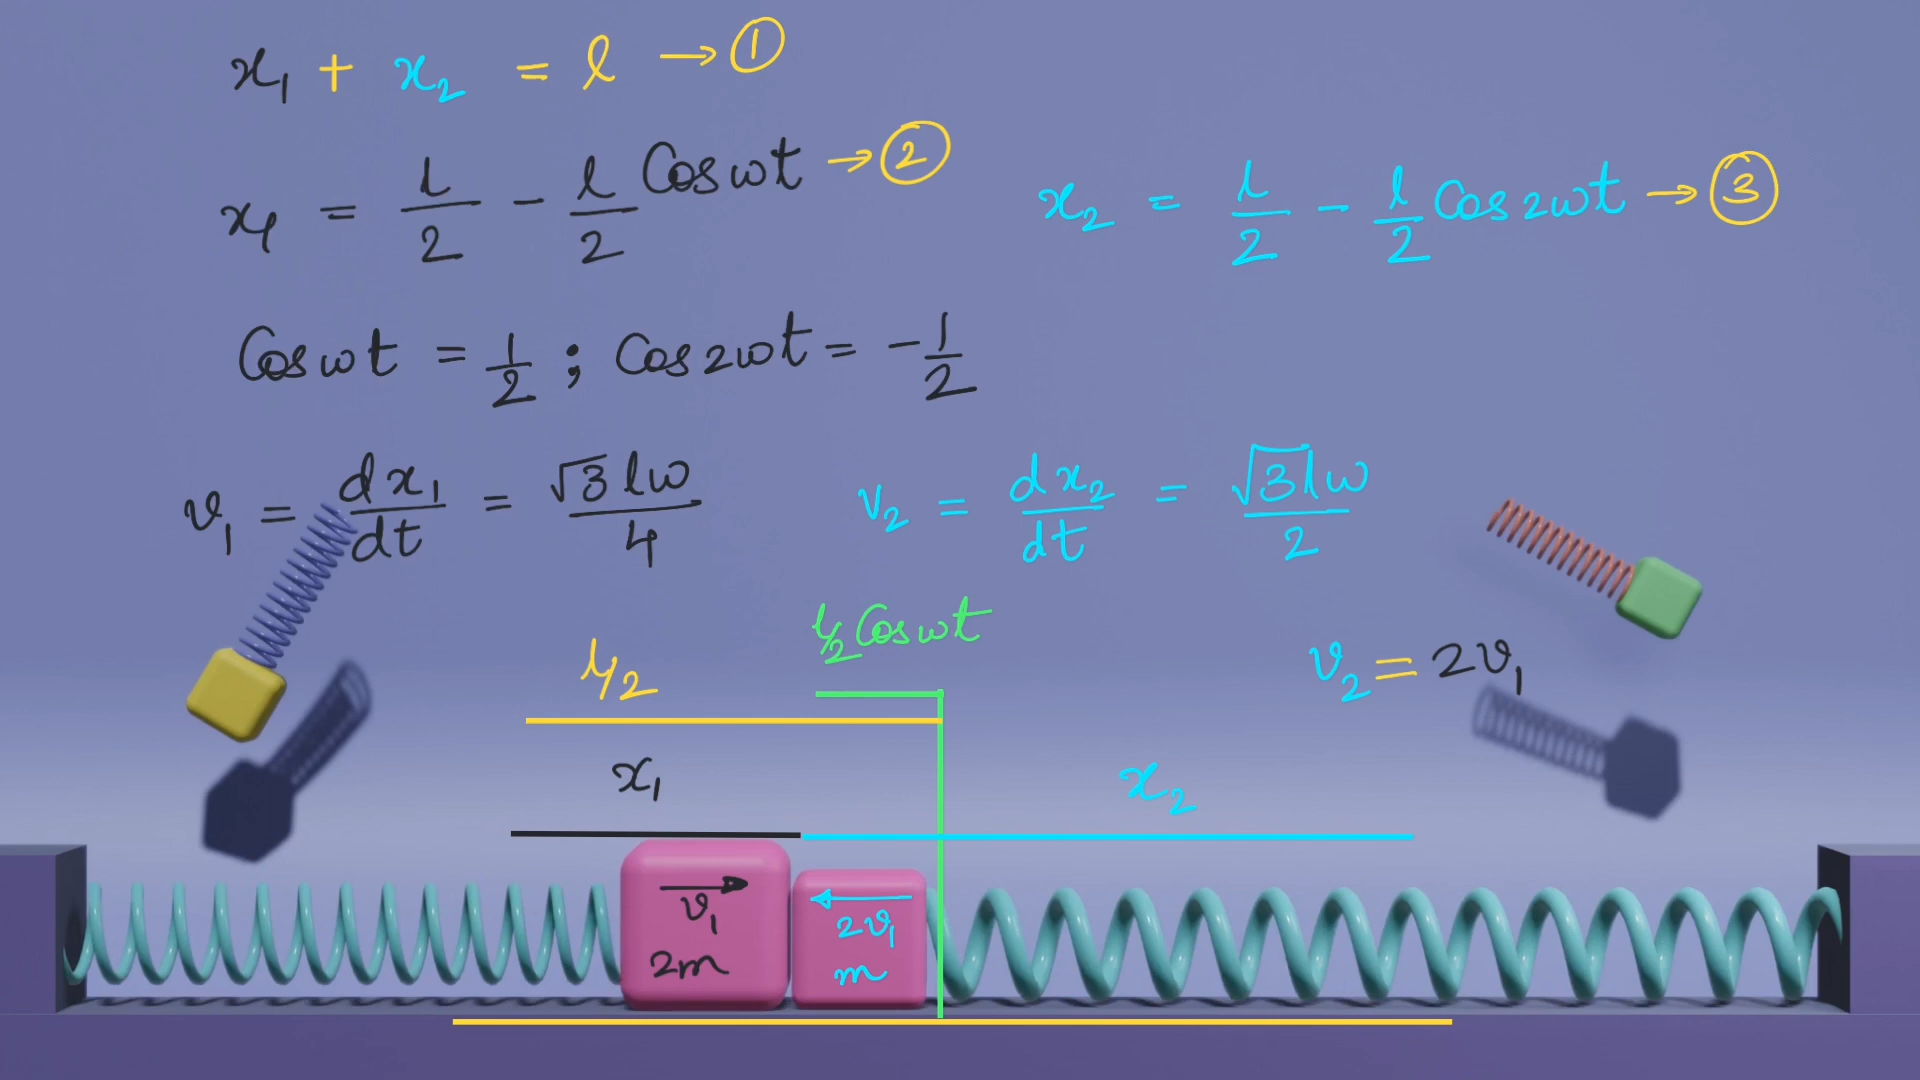 x₁ + x₂ = l → ①
x₁ = l/2 - l/2 Cos ωt → ②
x₂ = l/2 - l/2 Cos 2ωt → ③
Cos ωt = 1/2 ; Cos 2ωt = -1/2
v₁ = dx₁/dt = √3 lω/4
v₂ = dx₂/dt = √3 lω/2
l/2 Cos ωt
l/2
v₂ = 2v₁
x₁
x₂
v₁
2v₁
2m
m